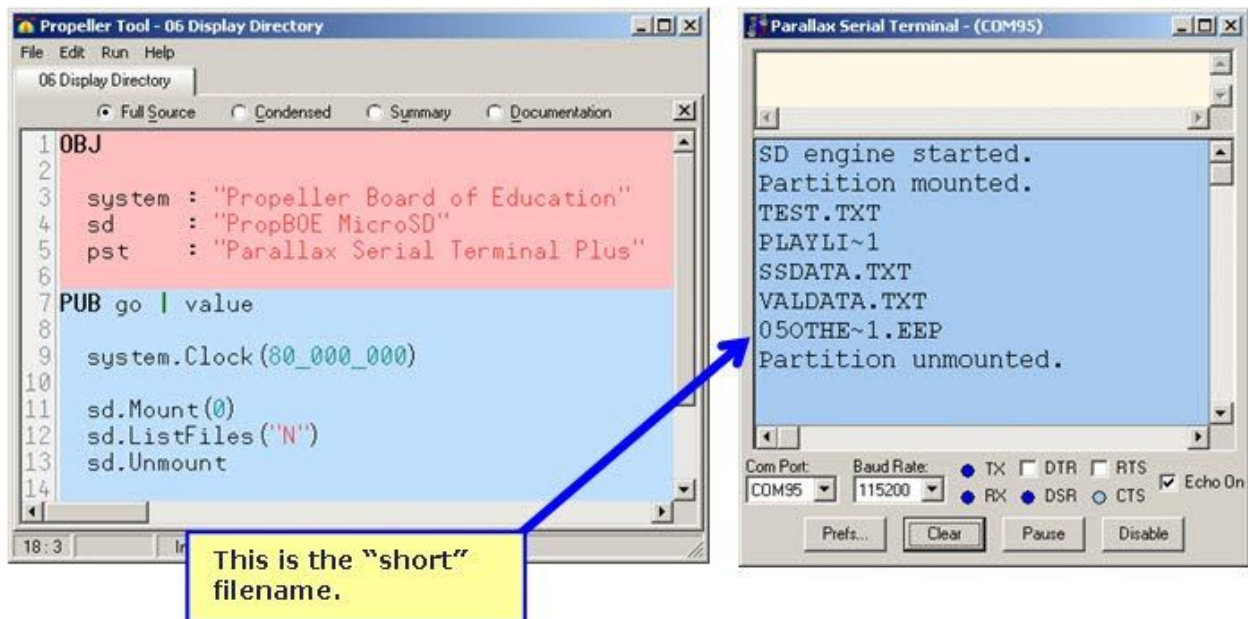 Propeller Tool - 06 Display Directory
File Edit Run Help
06 Display Directory
Full Source Condensed Summary Documentation
1 OBJ
2
3 system : "Propeller Board of Education"
4 sd : "PropBOE MicroSD"
5 pst : "Parallax Serial Terminal Plus"
6
7 PUB go | value
8
9 system.Clock(80_000_000)
10
11 sd.Mount(0)
12 sd.ListFiles("N")
13 sd.Unmount
14
18 : 3
This is the “short”
filename.
Parallax Serial Terminal - (COM95)
SD engine started.
Partition mounted.
TEST.TXT
PLAYLI~1
SSDATA.TXT
VALDATA.TXT
05OTHE~1.EEP
Partition unmounted.
Com Port: Baud Rate: TX DTR RTS
COM95 115200 RX DSR CTS Echo On
Prefs... Clear Pause Disable